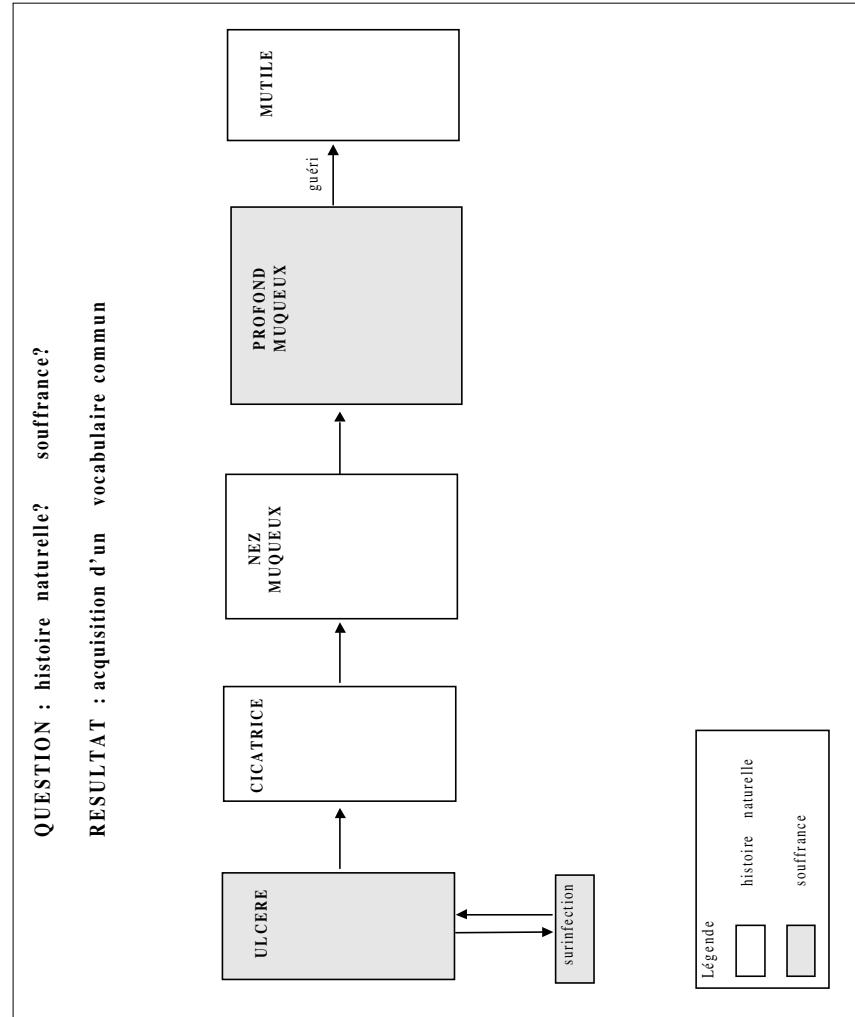 QUESTION : histoire naturelle? souffrance?
RESULTAT : acquisition d'un vocabulaire commun
ULCERE
surinfection
CICATRICE
NEZ
MUQUEUX
PROFOND
MUQUEUX
guéri
MUTILE
Légende
histoire naturelle
souffrance